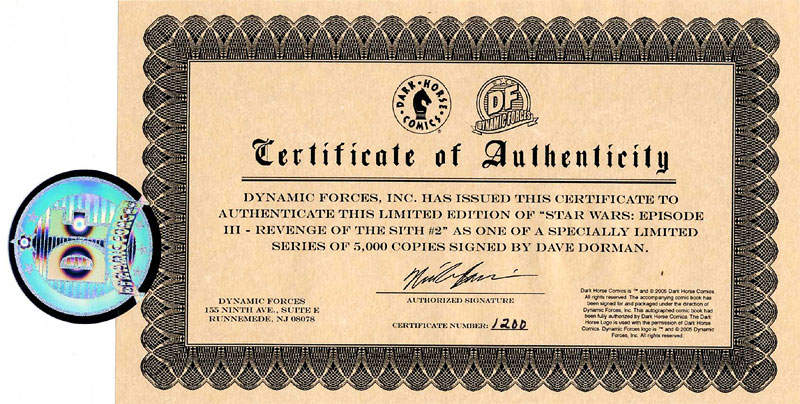 DARK HORSE
COMICS
DF
DYNAMIC FORCES
Certificate of Authenticity
DYNAMIC FORCES, INC. HAS ISSUED THIS CERTIFICATE TO
AUTHENTICATE THIS LIMITED EDITION OF "STAR WARS: EPISODE
III - REVENGE OF THE SITH #2" AS ONE OF A SPECIALLY LIMITED
SERIES OF 5,000 COPIES SIGNED BY DAVE DORMAN.
AUTHORIZED SIGNATURE
DYNAMIC FORCES
155 NINTH AVE., SUITE E
RUNNEMEDE, NJ 08078
CERTIFICATE NUMBER: 1200
Dark Horse Comics is ™ and © 2005 Dark Horse Comics.
All rights reserved. The accompanying comic book has
been signed for and packaged under the direction of
Dynamic Forces, Inc. This autographed comic book had
been fully authorized by Dark Horse Comics. The Dark
Horse Logo is used with the permission of Dark Horse
Comics. Dynamic Forces logo is ™ and © 2005 Dynamic
Forces, Inc. All rights reserved.
DF
DYNAMIC FORCES